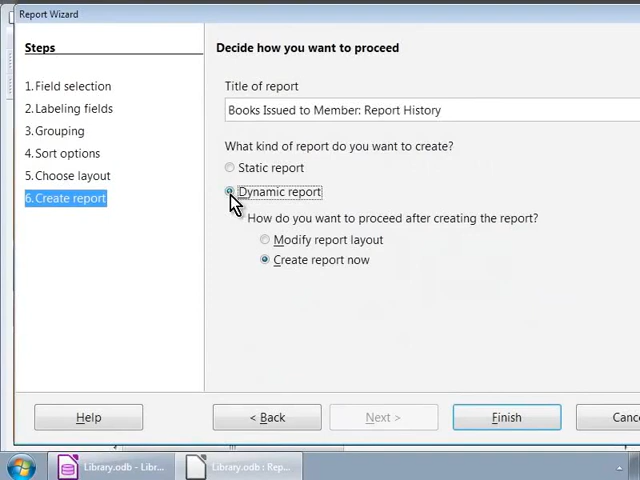 Report Wizard
Steps
1.Field selection
2.Labeling fields
3.Grouping
4.Sort options
5.Choose layout
6.Create report
Decide how you want to proceed
Title of report
Books Issued to Member: Report History
What kind of report do you want to create?
Static report
Dynamic report
How do you want to proceed after creating the report?
Modify report layout
Create report now
Help
< Back
Next >
Finish
Canc
Library.odb - Libr...
Library.odb : Rep...